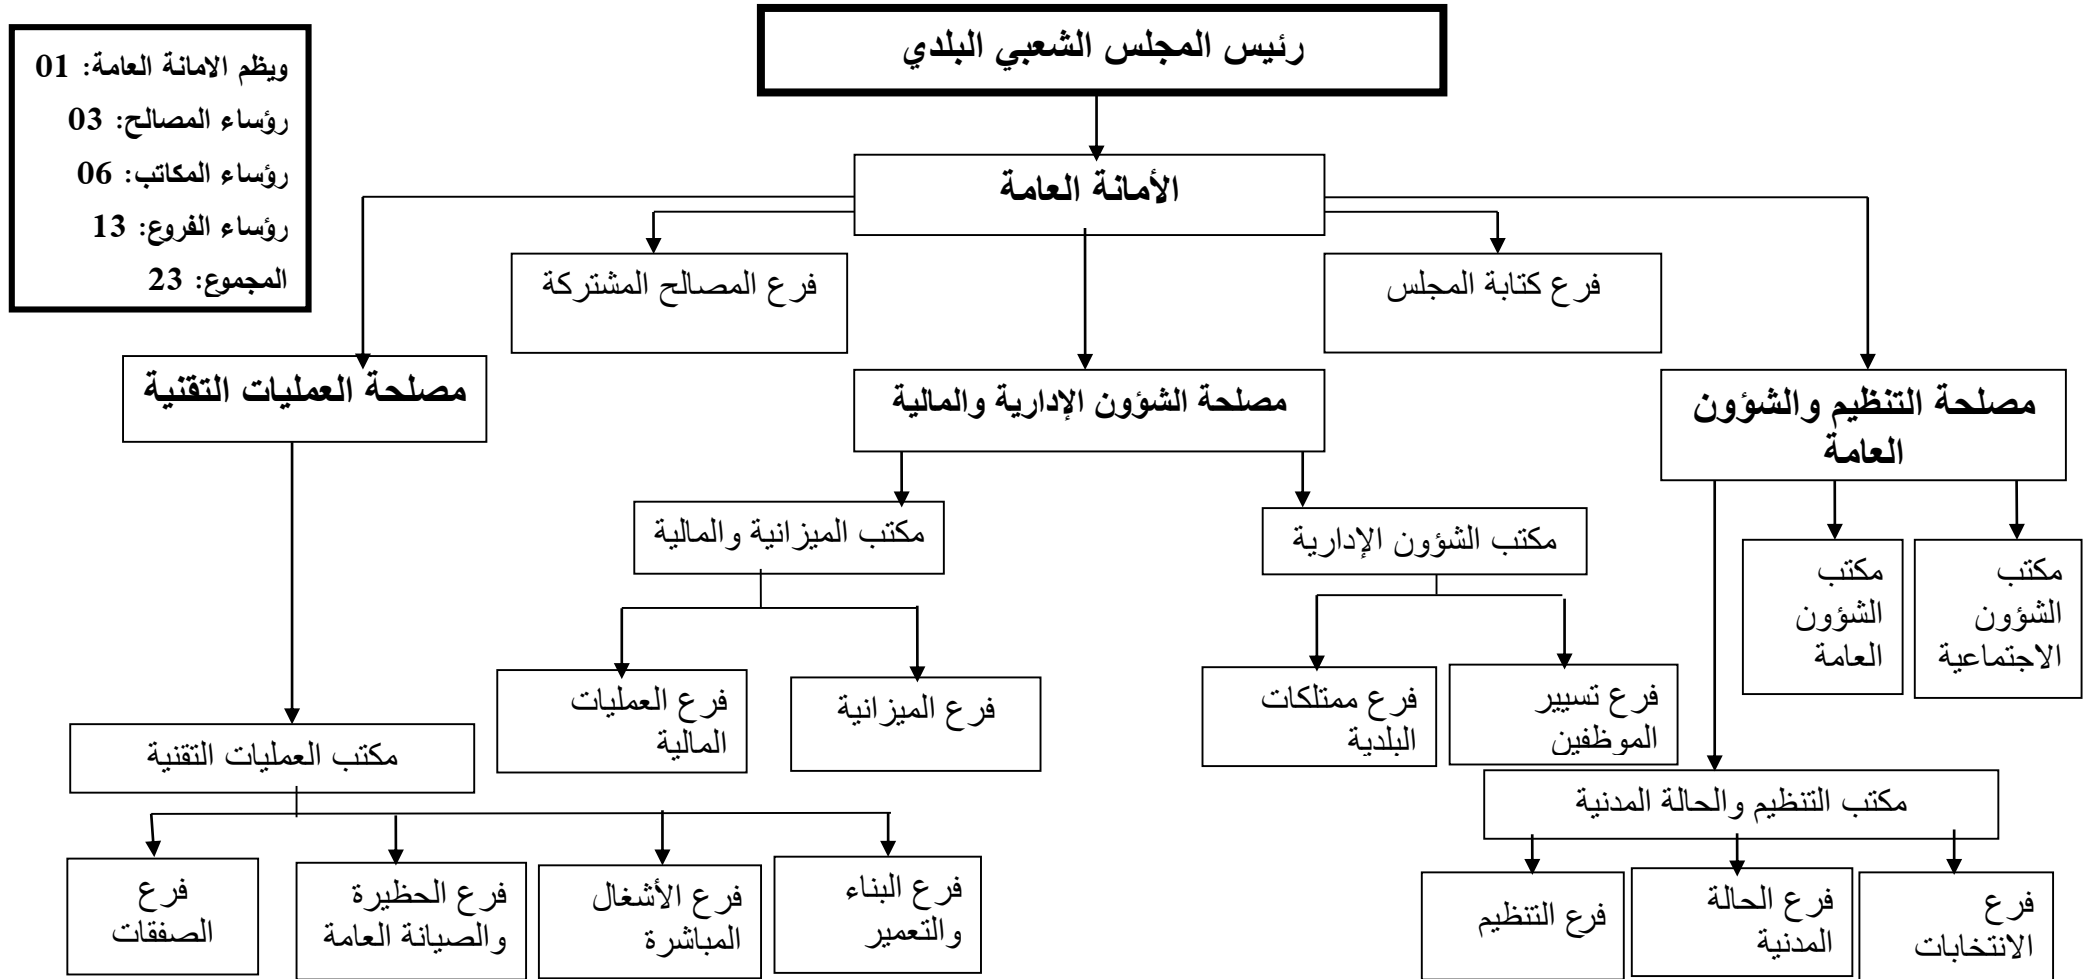 رئيس المجلس الشعبي البلدي
ويظم الامانة العامة: 01
رؤساء المصالح: 03
رؤساء المكاتب: 06
رؤساء الفروع: 13
المجموع: 23
الأمانة العامة
فرع كتابة المجلس
فرع المصالح المشتركة
مصلحة التنظيم والشؤون
العامة
مصلحة الشؤون الإدارية والمالية
مصلحة العمليات التقنية
مكتب
الشؤون
الاجتماعية
مكتب
الشؤون
العامة
مكتب الشؤون الإدارية
مكتب الميزانية والمالية
فرع تسيير
الموظفين
فرع ممتلكات
البلدية
فرع الميزانية
فرع العمليات
المالية
مكتب العمليات التقنية
مكتب التنظيم والحالة المدنية
فرع
الانتخابات
فرع الحالة
المدنية
فرع التنظيم
فرع البناء
والتعمير
فرع الأشغال
المباشرة
فرع الحظيرة
والصيانة العامة
فرع
الصفقات